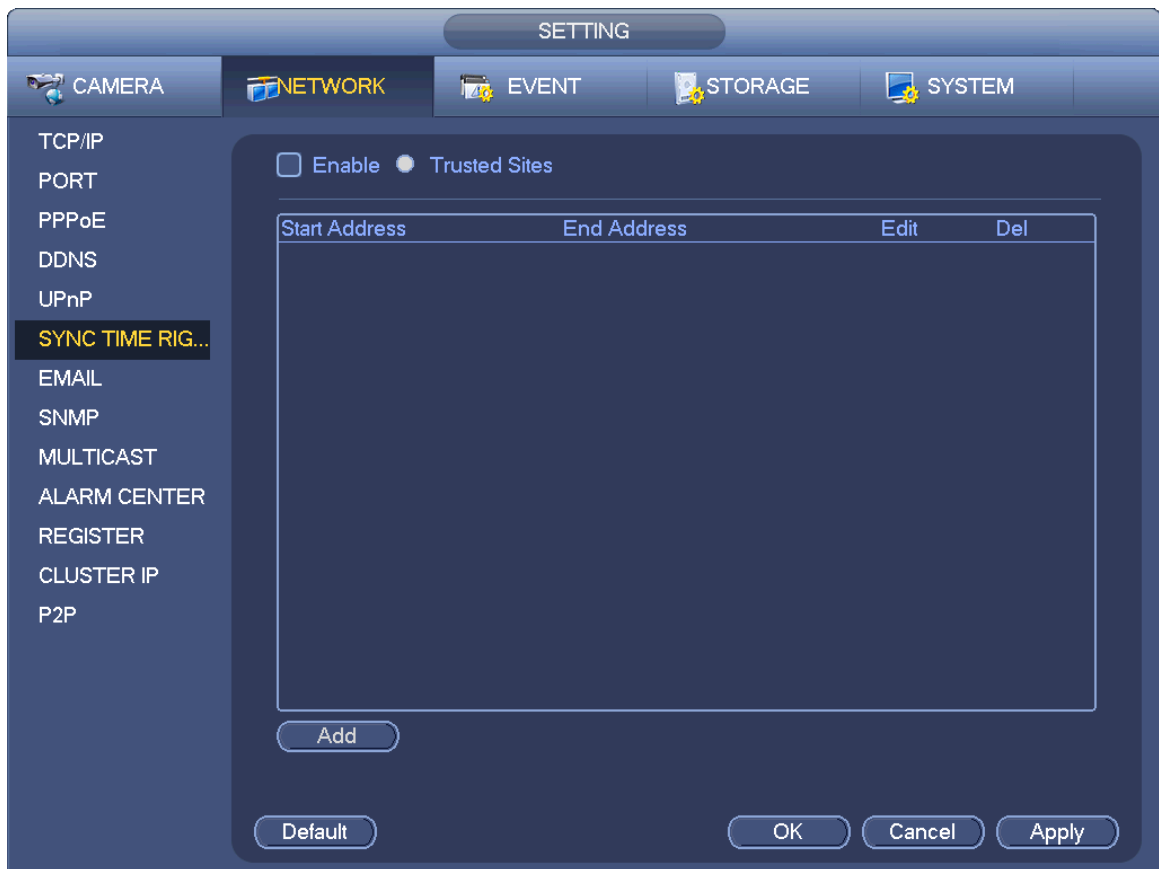 SETTING
CAMERA NETWORK EVENT STORAGE SYSTEM
TCP/IP
PORT
PPPoE
DDNS
UPnP
SYNC TIME RIG...
EMAIL
SNMP
MULTICAST
ALARM CENTER
REGISTER
CLUSTER IP
P2P
Enable Trusted Sites
Start Address End Address Edit Del
Add
Default OK Cancel Apply